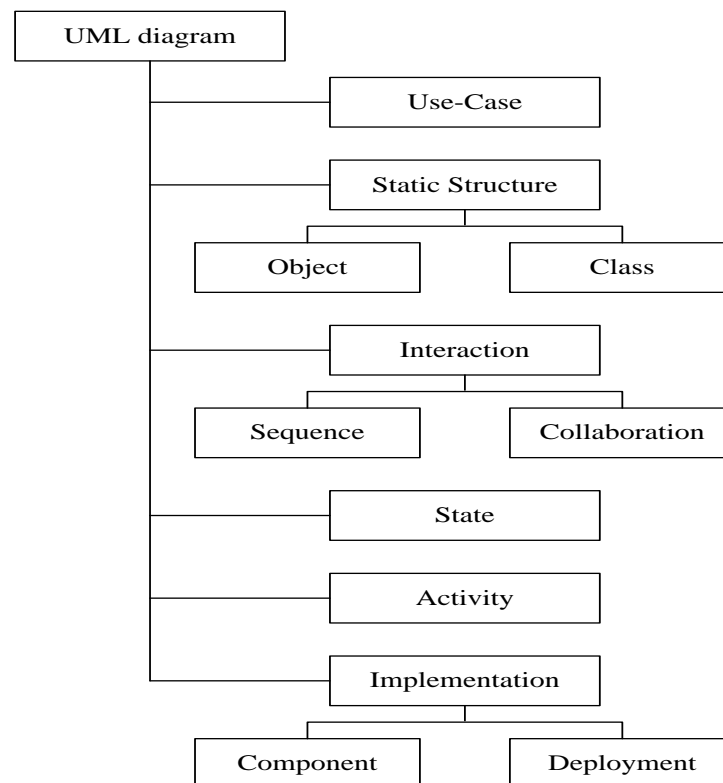 UML diagram
Use-Case
Static Structure
Object
Class
Interaction
Sequence
Collaboration
State
Activity
Implementation
Component
Deployment